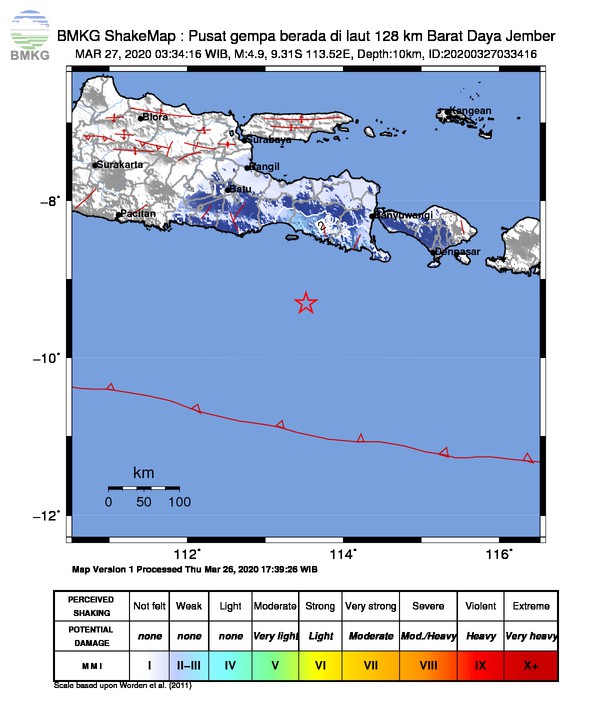 BMKG
BMKG ShakeMap : Pusat gempa berada di laut 128 km Barat Daya Jember
MAR 27, 2020 03:34:16 WIB, M:4.9, 9.31S 113.52E, Depth:10km, ID:20200327033416
Kangean
Blora
Surabaya
Surakarta
Bangil
Batu
−8°
Pacitan
Banyuwangi
2
Denpasar
−10°
km
0 50 100
−12°
112° 114° 116°
Map Version 1 Processed Thu Mar 26, 2020 17:39:26 WIB
PERCEIVED SHAKING Not felt Weak Light Moderate Strong Very strong Severe Violent Extreme
POTENTIAL DAMAGE none none none Very light Light Moderate Mod./Heavy Heavy Very heavy
MMI I II–III IV V VI VII VIII IX X+
Scale based upon Worden et al. (2011)